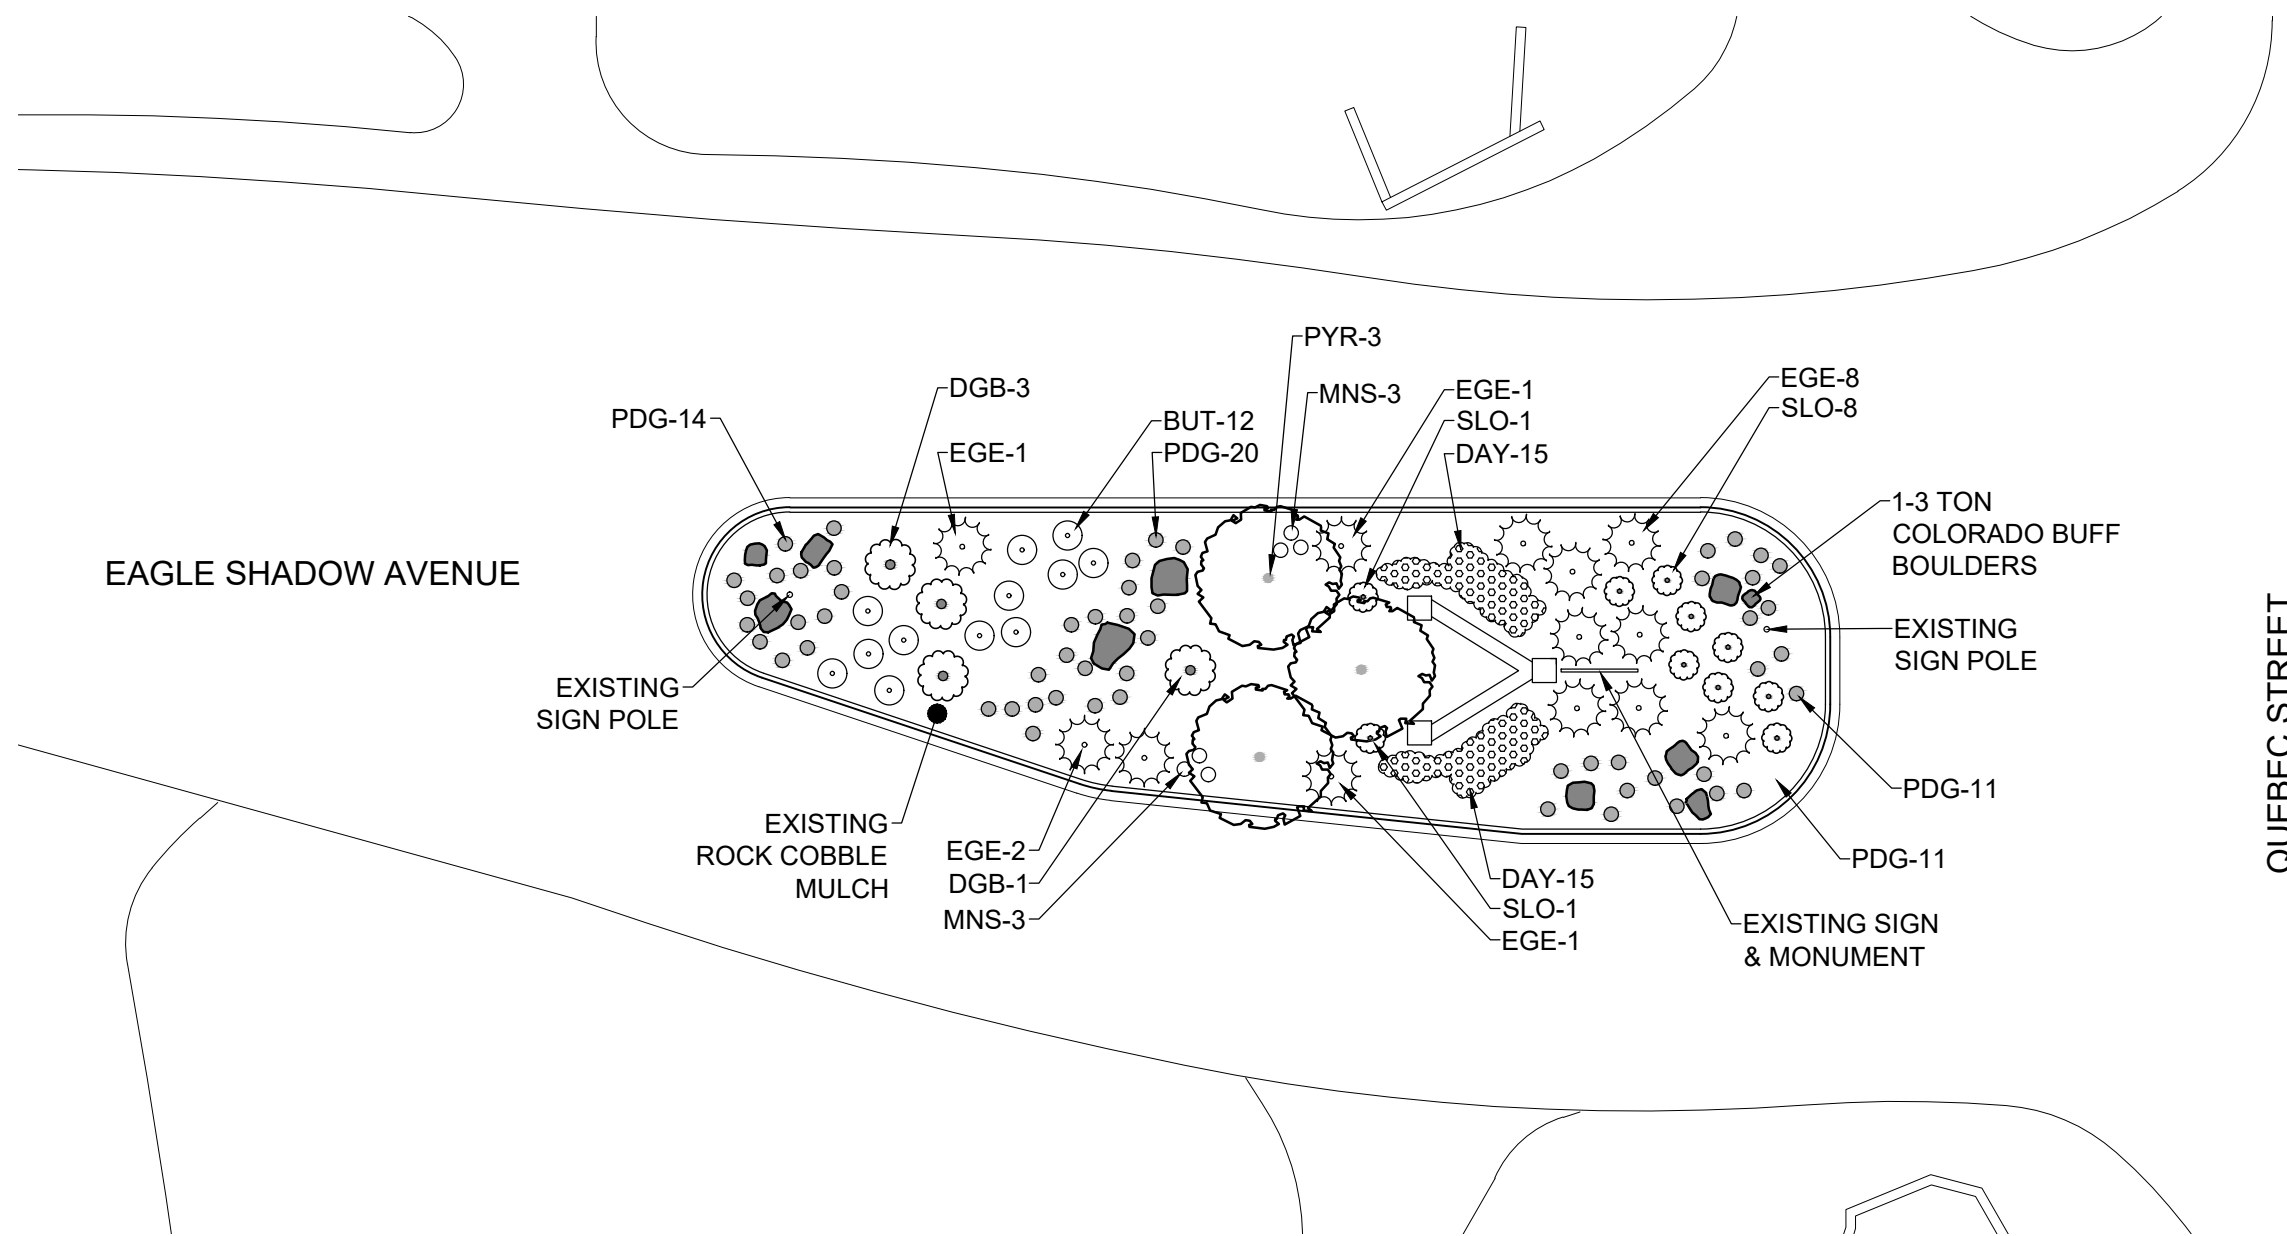 PYR-3
DGB-3
MNS-3
EGE-1
EGE-8
PDG-14
BUT-12
SLO-1
SLO-8
EGE-1
PDG-20
DAY-15
1-3 TON
COLORADO BUFF
BOULDERS
EAGLE SHADOW AVENUE
EXISTING
SIGN POLE
EXISTING
SIGN POLE
QUEBEC STREET
PDG-11
EXISTING
ROCK COBBLE
MULCH
EGE-2
DGB-1
MNS-3
PDG-11
DAY-15
SLO-1
EGE-1
EXISTING SIGN
& MONUMENT